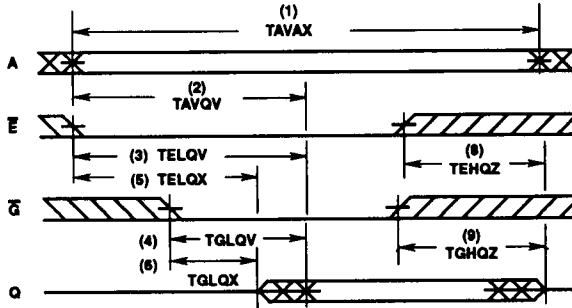 (1)
TAVAX
A
(2)
TAVQV
E
(3) TELQV
(8)
TEHQZ
(5) TELQX
G
(4) TGLQV
(9)
TGHQZ
(6)
TGLQX
Q